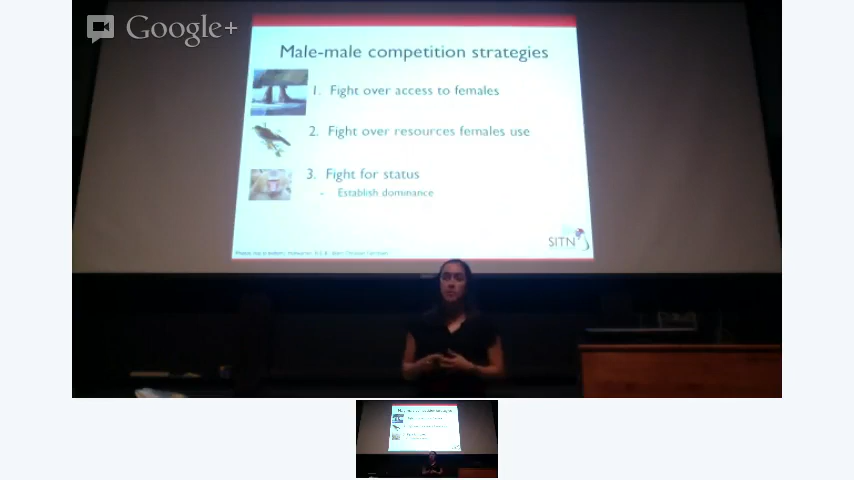 Google+
Male-male competition strategies
1. Fight over access to females
2. Fight over resources females use
3. Fight for status
- Establish dominance
SITN